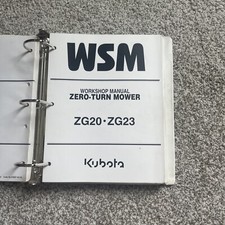 WSM
WORKSHOP MANUAL
ZERO-TURN MOWER
ZG20・ZG23
Kubota